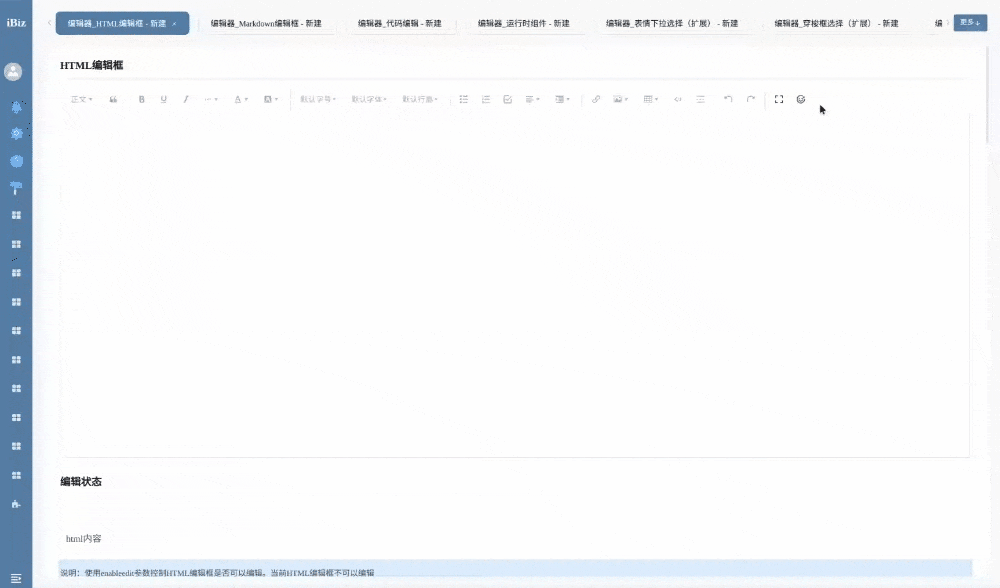 iBiz
编辑器_HTML编辑框 - 新建 编辑器_Markdown编辑框 - 新建 编辑器_代码编辑 - 新建 编辑器_运行时组件 - 新建 编辑器_表情下拉选择（扩展） - 新建 编辑器_穿梭框选择（扩展） - 新建 编 更多
HTML编辑框
正文 B U I A A 默认字号 默认字体 默认行高
编辑状态
html内容
说明：使用enableedit参数控制HTML编辑框是否可以编辑。当前HTML编辑框不可以编辑